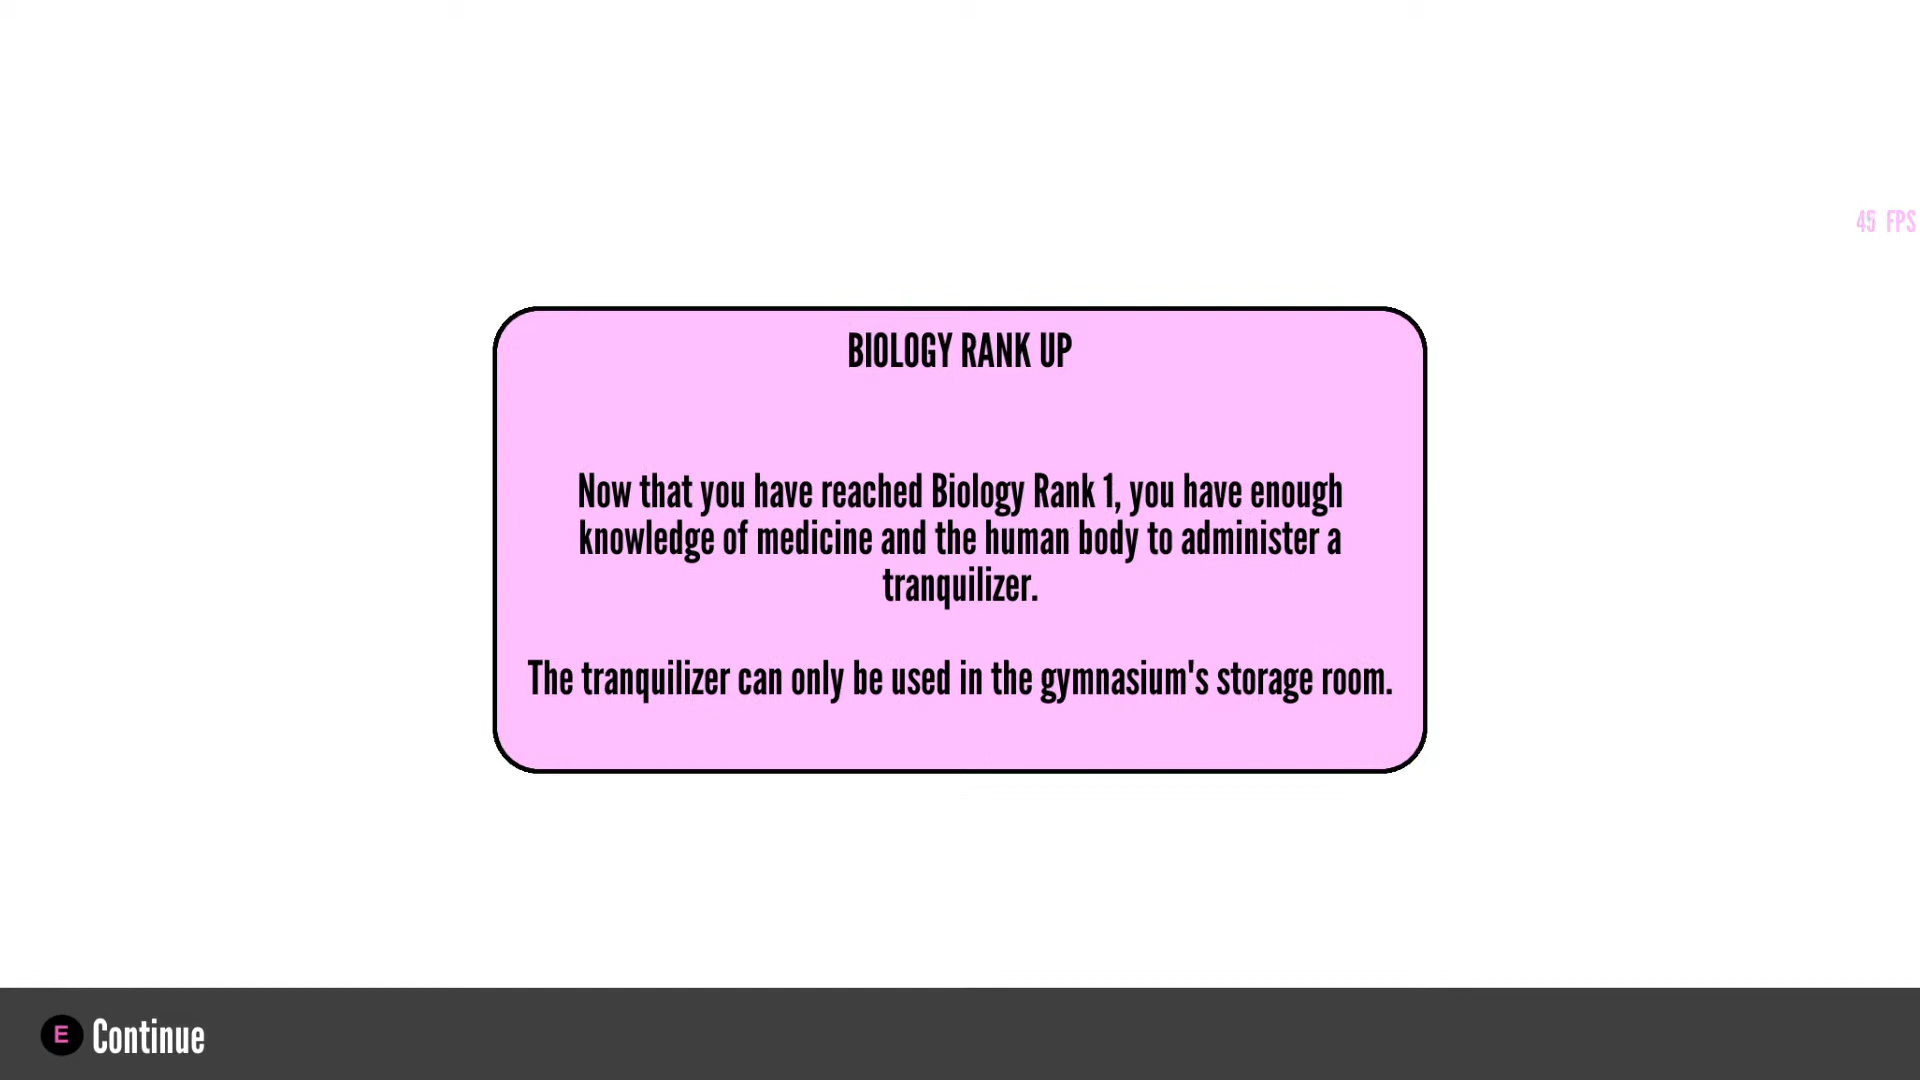 45 FPS
BIOLOGY RANK UP
Now that you have reached Biology Rank 1, you have enough
knowledge of medicine and the human body to administer a
tranquilizer.
The tranquilizer can only be used in the gymnasium's storage room.
E Continue